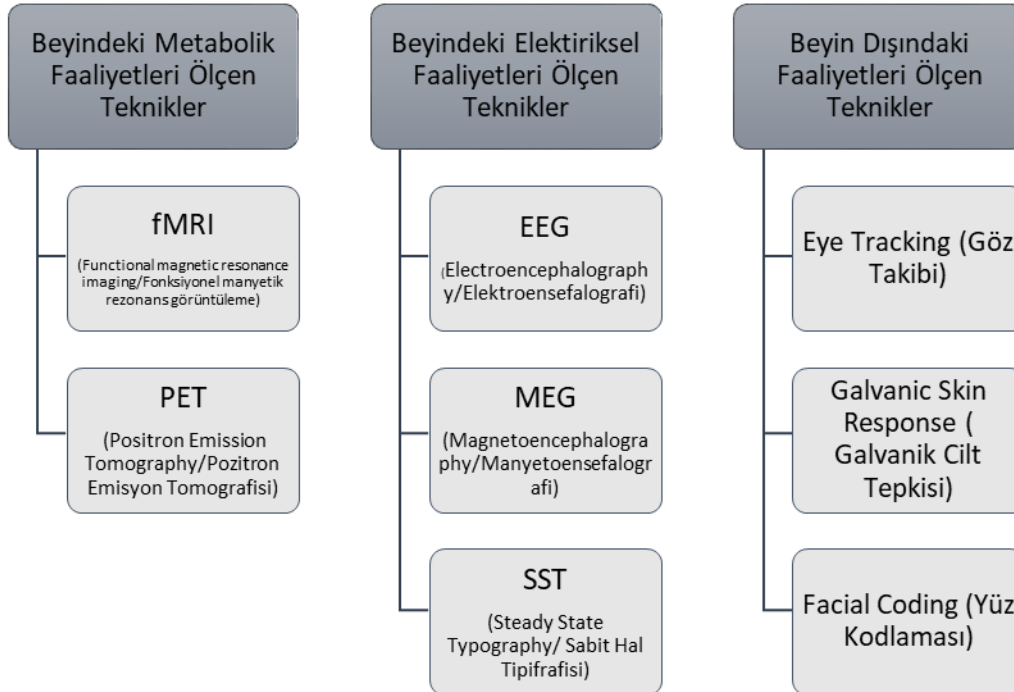 Beyindeki Metabolik
Faaliyetleri Ölçen
Teknikler
fMRI
(Functional magnetic resonance
imaging/Fonksiyonel manyetik
rezonans görüntüleme)
PET
(Positron Emission
Tomography/Pozitron
Emisyon Tomografisi)
Beyindeki Elektiriksel
Faaliyetleri Ölçen
Teknikler
EEG
(Electroencephalograph
y/Elektroensefalografi)
MEG
(Magnetoencephalogra
phy/Manyetoensefalogr
afi)
SST
(Steady State
Typography/ Sabit Hal
Tipifrafisi)
Beyin Dışındaki
Faaliyetleri Ölçen
Teknikler
Eye Tracking (Göz
Takibi)
Galvanic Skin
Response (
Galvanik Cilt
Tepkisi)
Facial Coding (Yüz
Kodlaması)